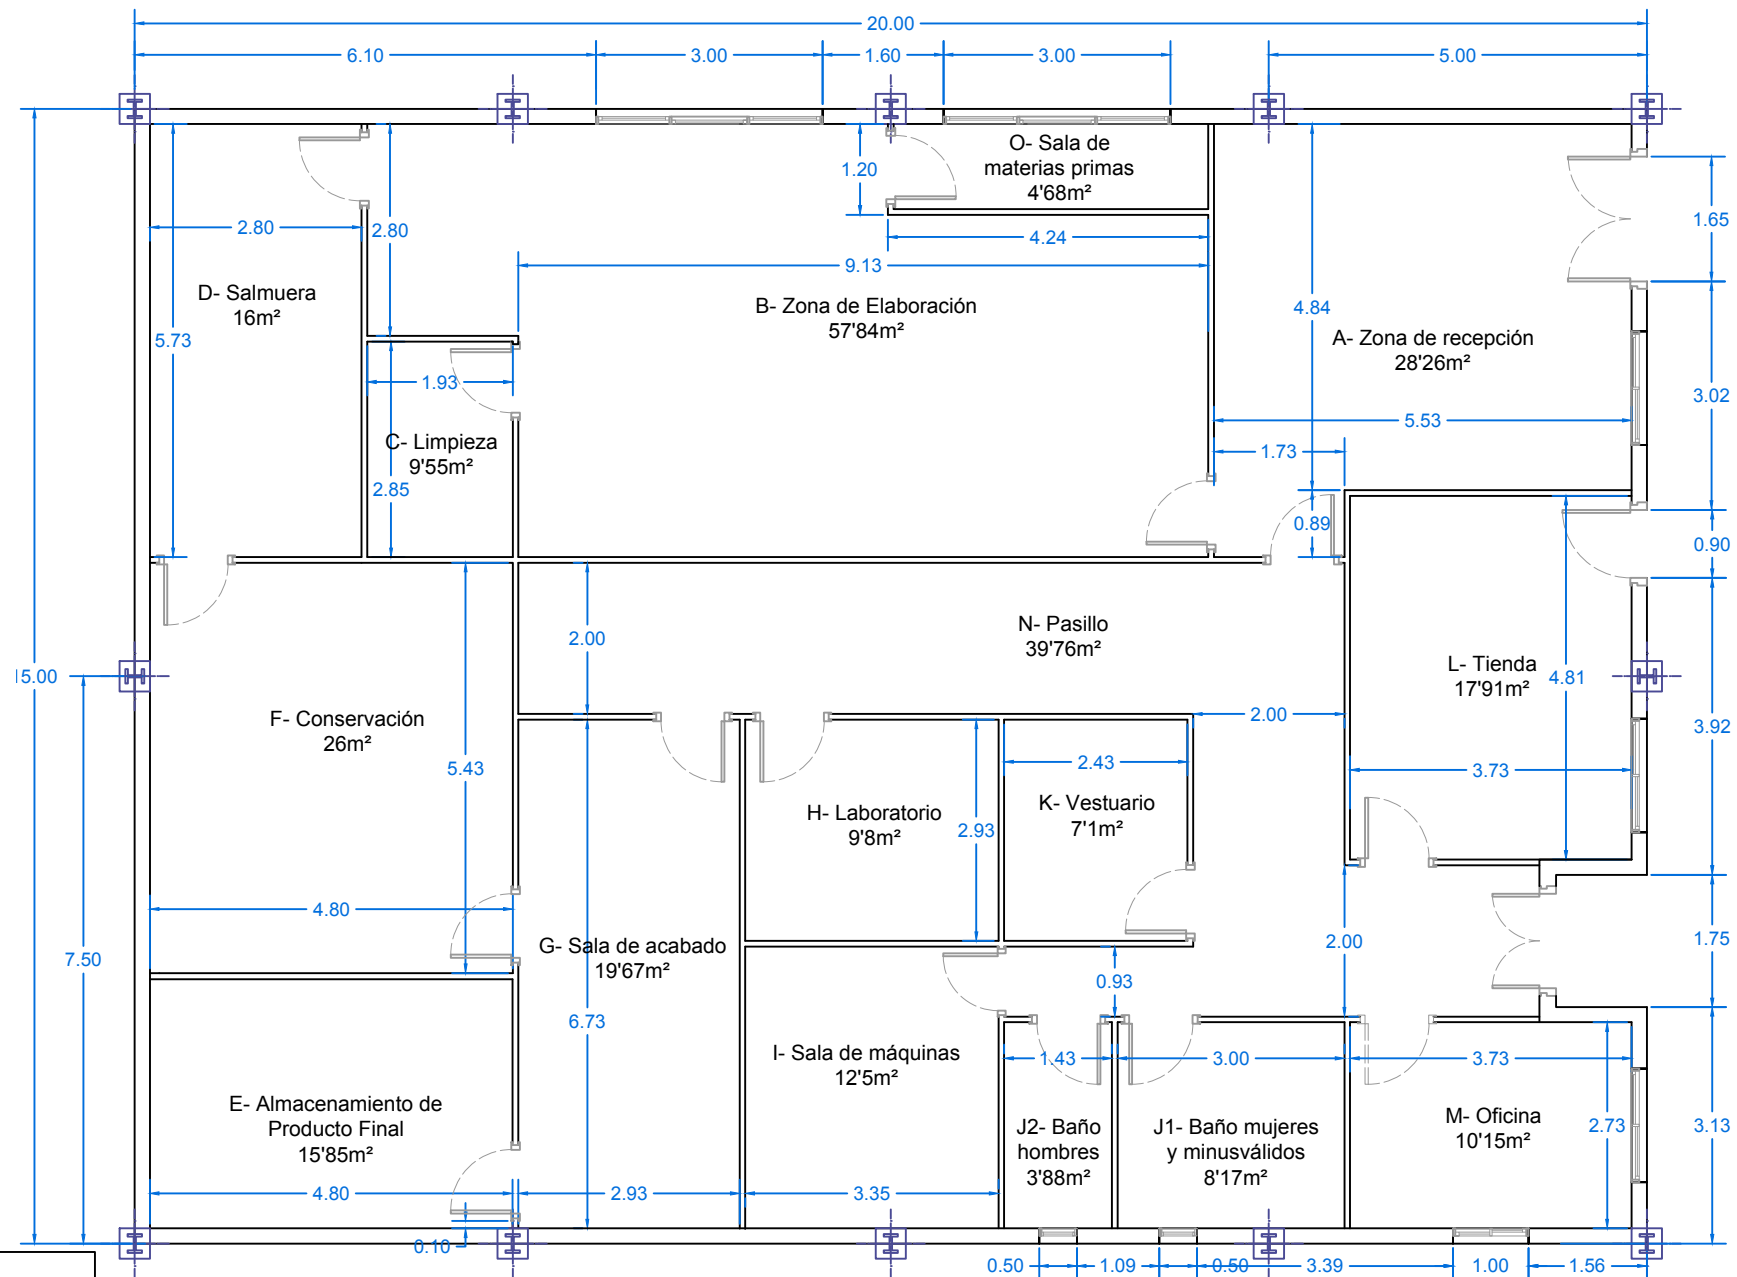 20.00
6.10
3.00
1.60
3.00
5.00
O- Sala de
materias primas
4'68m²
1.20
1.65
2.80
2.80
4.24
9.13
D- Salmuera
16m²
B- Zona de Elaboración
57'84m²
4.84
5.73
A- Zona de recepción
28'26m²
1.93
3.02
5.53
C- Limpieza
9'55m²
1.73
2.85
0.89
0.90
N- Pasillo
39'76m²
2.00
15.00
L- Tienda
17'91m²
4.81
F- Conservación
26m²
2.00
3.92
5.43
2.43
3.73
H- Laboratorio
9'8m²
K- Vestuario
7'1m²
2.93
4.80
G- Sala de acabado
19'67m²
2.00
1.75
7.50
0.93
6.73
I- Sala de máquinas
12'5m²
1.43
3.00
3.73
E- Almacenamiento de
Producto Final
15'85m²
J2- Baño
hombres
3'88m²
J1- Baño mujeres
y minusválidos
8'17m²
M- Oficina
10'15m²
2.73
3.13
4.80
2.93
3.35
0.10
0.50
1.09
0.50
3.39
1.00
1.56